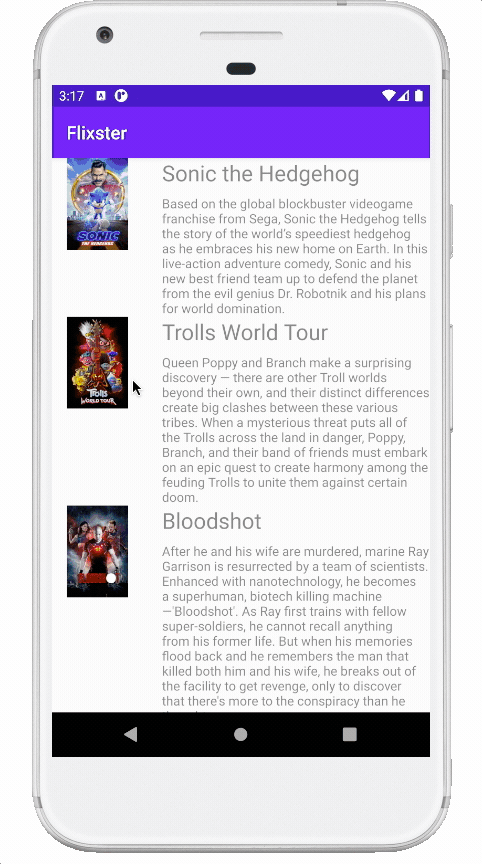 3:17
A
Flixster
Sonic the Hedgehog
SONIC
THE HEDGEHOG
Based on the global blockbuster videogame
franchise from Sega, Sonic the Hedgehog tells
the story of the world's speediest hedgehog
as he embraces his new home on Earth. In this
live-action adventure comedy, Sonic and his
new best friend team up to defend the planet
from the evil genius Dr. Robotnik and his plans
for world domination.
Trolls World Tour
TROLLS
WORLD TOUR
Queen Poppy and Branch make a surprising
discovery — there are other Troll worlds
beyond their own, and their distinct differences
create big clashes between these various
tribes. When a mysterious threat puts all of
the Trolls across the land in danger, Poppy,
Branch, and their band of friends must embark
on an epic quest to create harmony among the
feuding Trolls to unite them against certain
doom.
Bloodshot
After he and his wife are murdered, marine Ray
Garrison is resurrected by a team of scientists.
Enhanced with nanotechnology, he becomes
a superhuman, biotech killing machine
—'Bloodshot'. As Ray first trains with fellow
super-soldiers, he cannot recall anything
from his former life. But when his memories
flood back and he remembers the man that
killed both him and his wife, he breaks out of
the facility to get revenge, only to discover
that there's more to the conspiracy than he